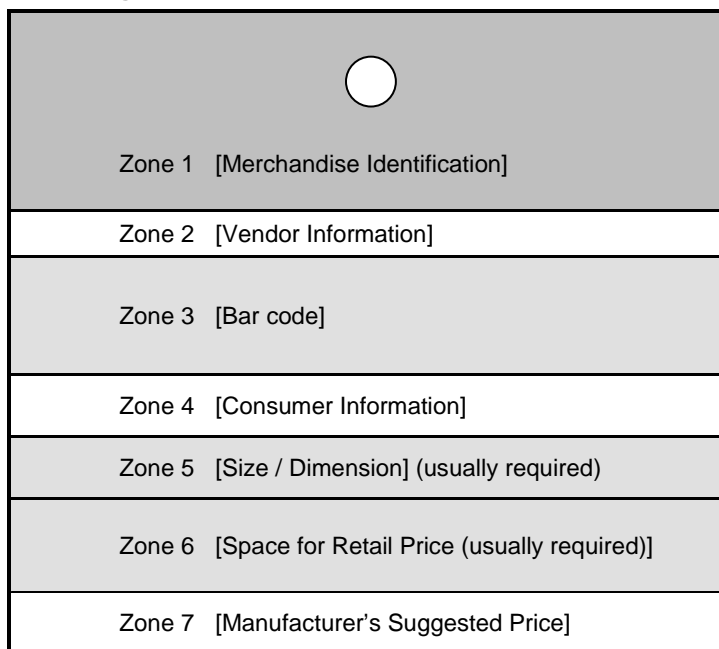 Zone 1 [Merchandise Identification]
Zone 2 [Vendor Information]
Zone 3 [Bar code]
Zone 4 [Consumer Information]
Zone 5 [Size / Dimension] (usually required)
Zone 6 [Space for Retail Price (usually required)]
Zone 7 [Manufacturer’s Suggested Price]